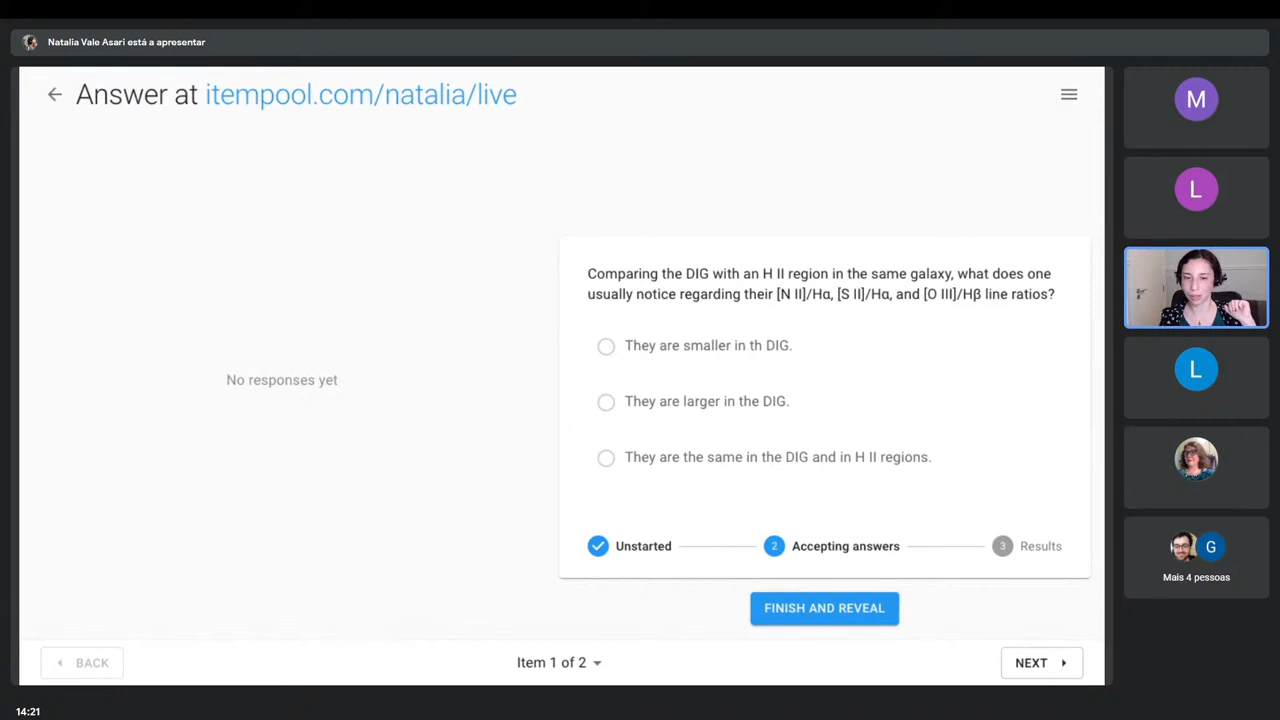 Natalia Vale Asari está a apresentar
Answer at itempool.com/natalia/live
M
L
Comparing the DIG with an H II region in the same galaxy, what does one
usually notice regarding their [N II]/Hα, [S II]/Hα, and [O III]/Hβ line ratios?
They are smaller in th DIG.
No responses yet
They are larger in the DIG.
L
They are the same in the DIG and in H II regions.
Unstarted
2 Accepting answers
3 Results
G
Mais 4 pessoas
FINISH AND REVEAL
BACK
Item 1 of 2
NEXT
14:21